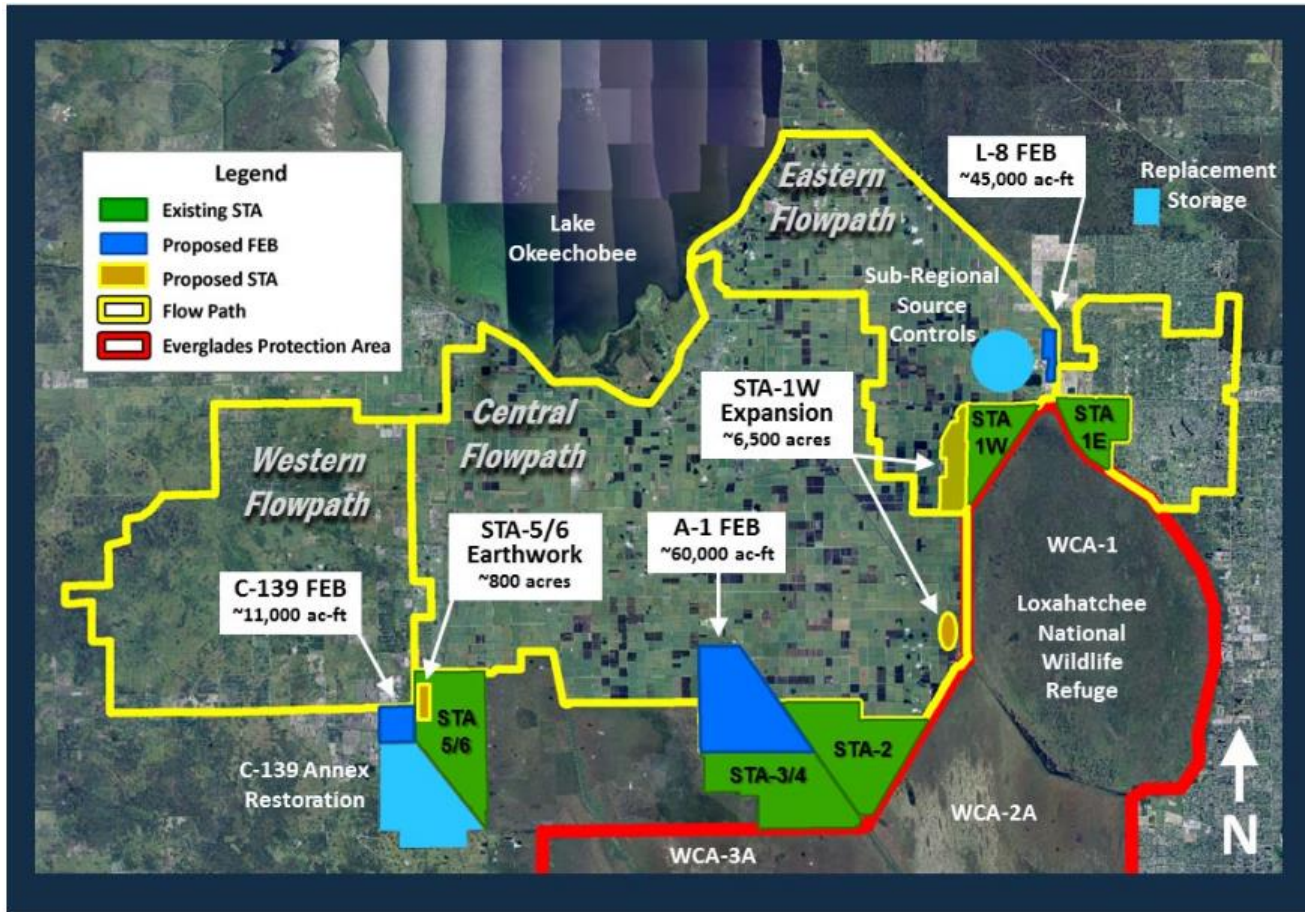 Legend
Existing STA
Proposed FEB
Proposed STA
Flow Path
Everglades Protection Area
Lake
Okeechobee
Eastern
Flowpath
L-8 FEB
~45,000 ac-ft
Replacement
Storage
Sub-Regional
Source
Controls
STA-1W
Expansion
~6,500 acres
STA
1W
STA
1E
Central
Flowpath
Western
Flowpath
STA-5/6
Earthwork
~800 acres
A-1 FEB
~60,000 ac-ft
C-139 FEB
~11,000 ac-ft
WCA-1
Loxahatchee
National
Wildlife
Refuge
STA
5/6
STA-2
STA-3/4
C-139 Annex
Restoration
WCA-2A
WCA-3A
N